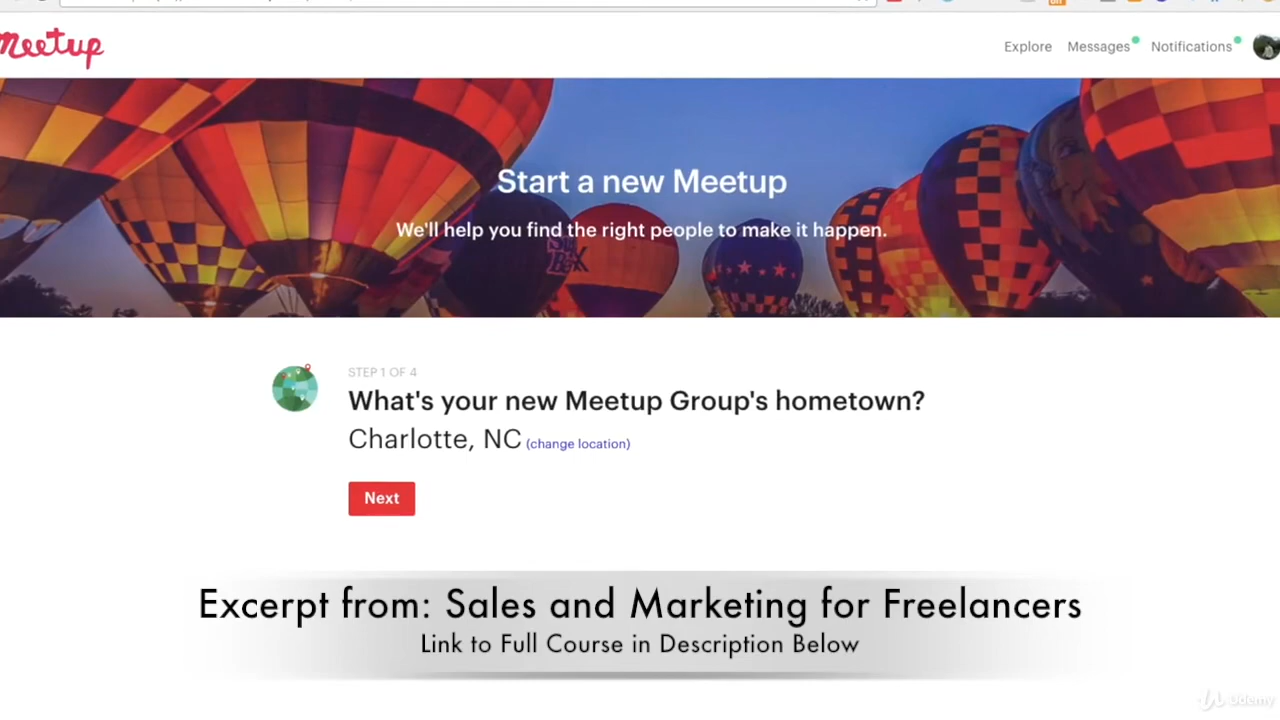 Meetup
Explore Messages Notifications
Start a new Meetup
We'll help you find the right people to make it happen.
STEP 1 OF 4
What's your new Meetup Group's hometown?
Charlotte, NC (change location)
Next
Excerpt from: Sales and Marketing for Freelancers
Link to Full Course in Description Below
Udemy